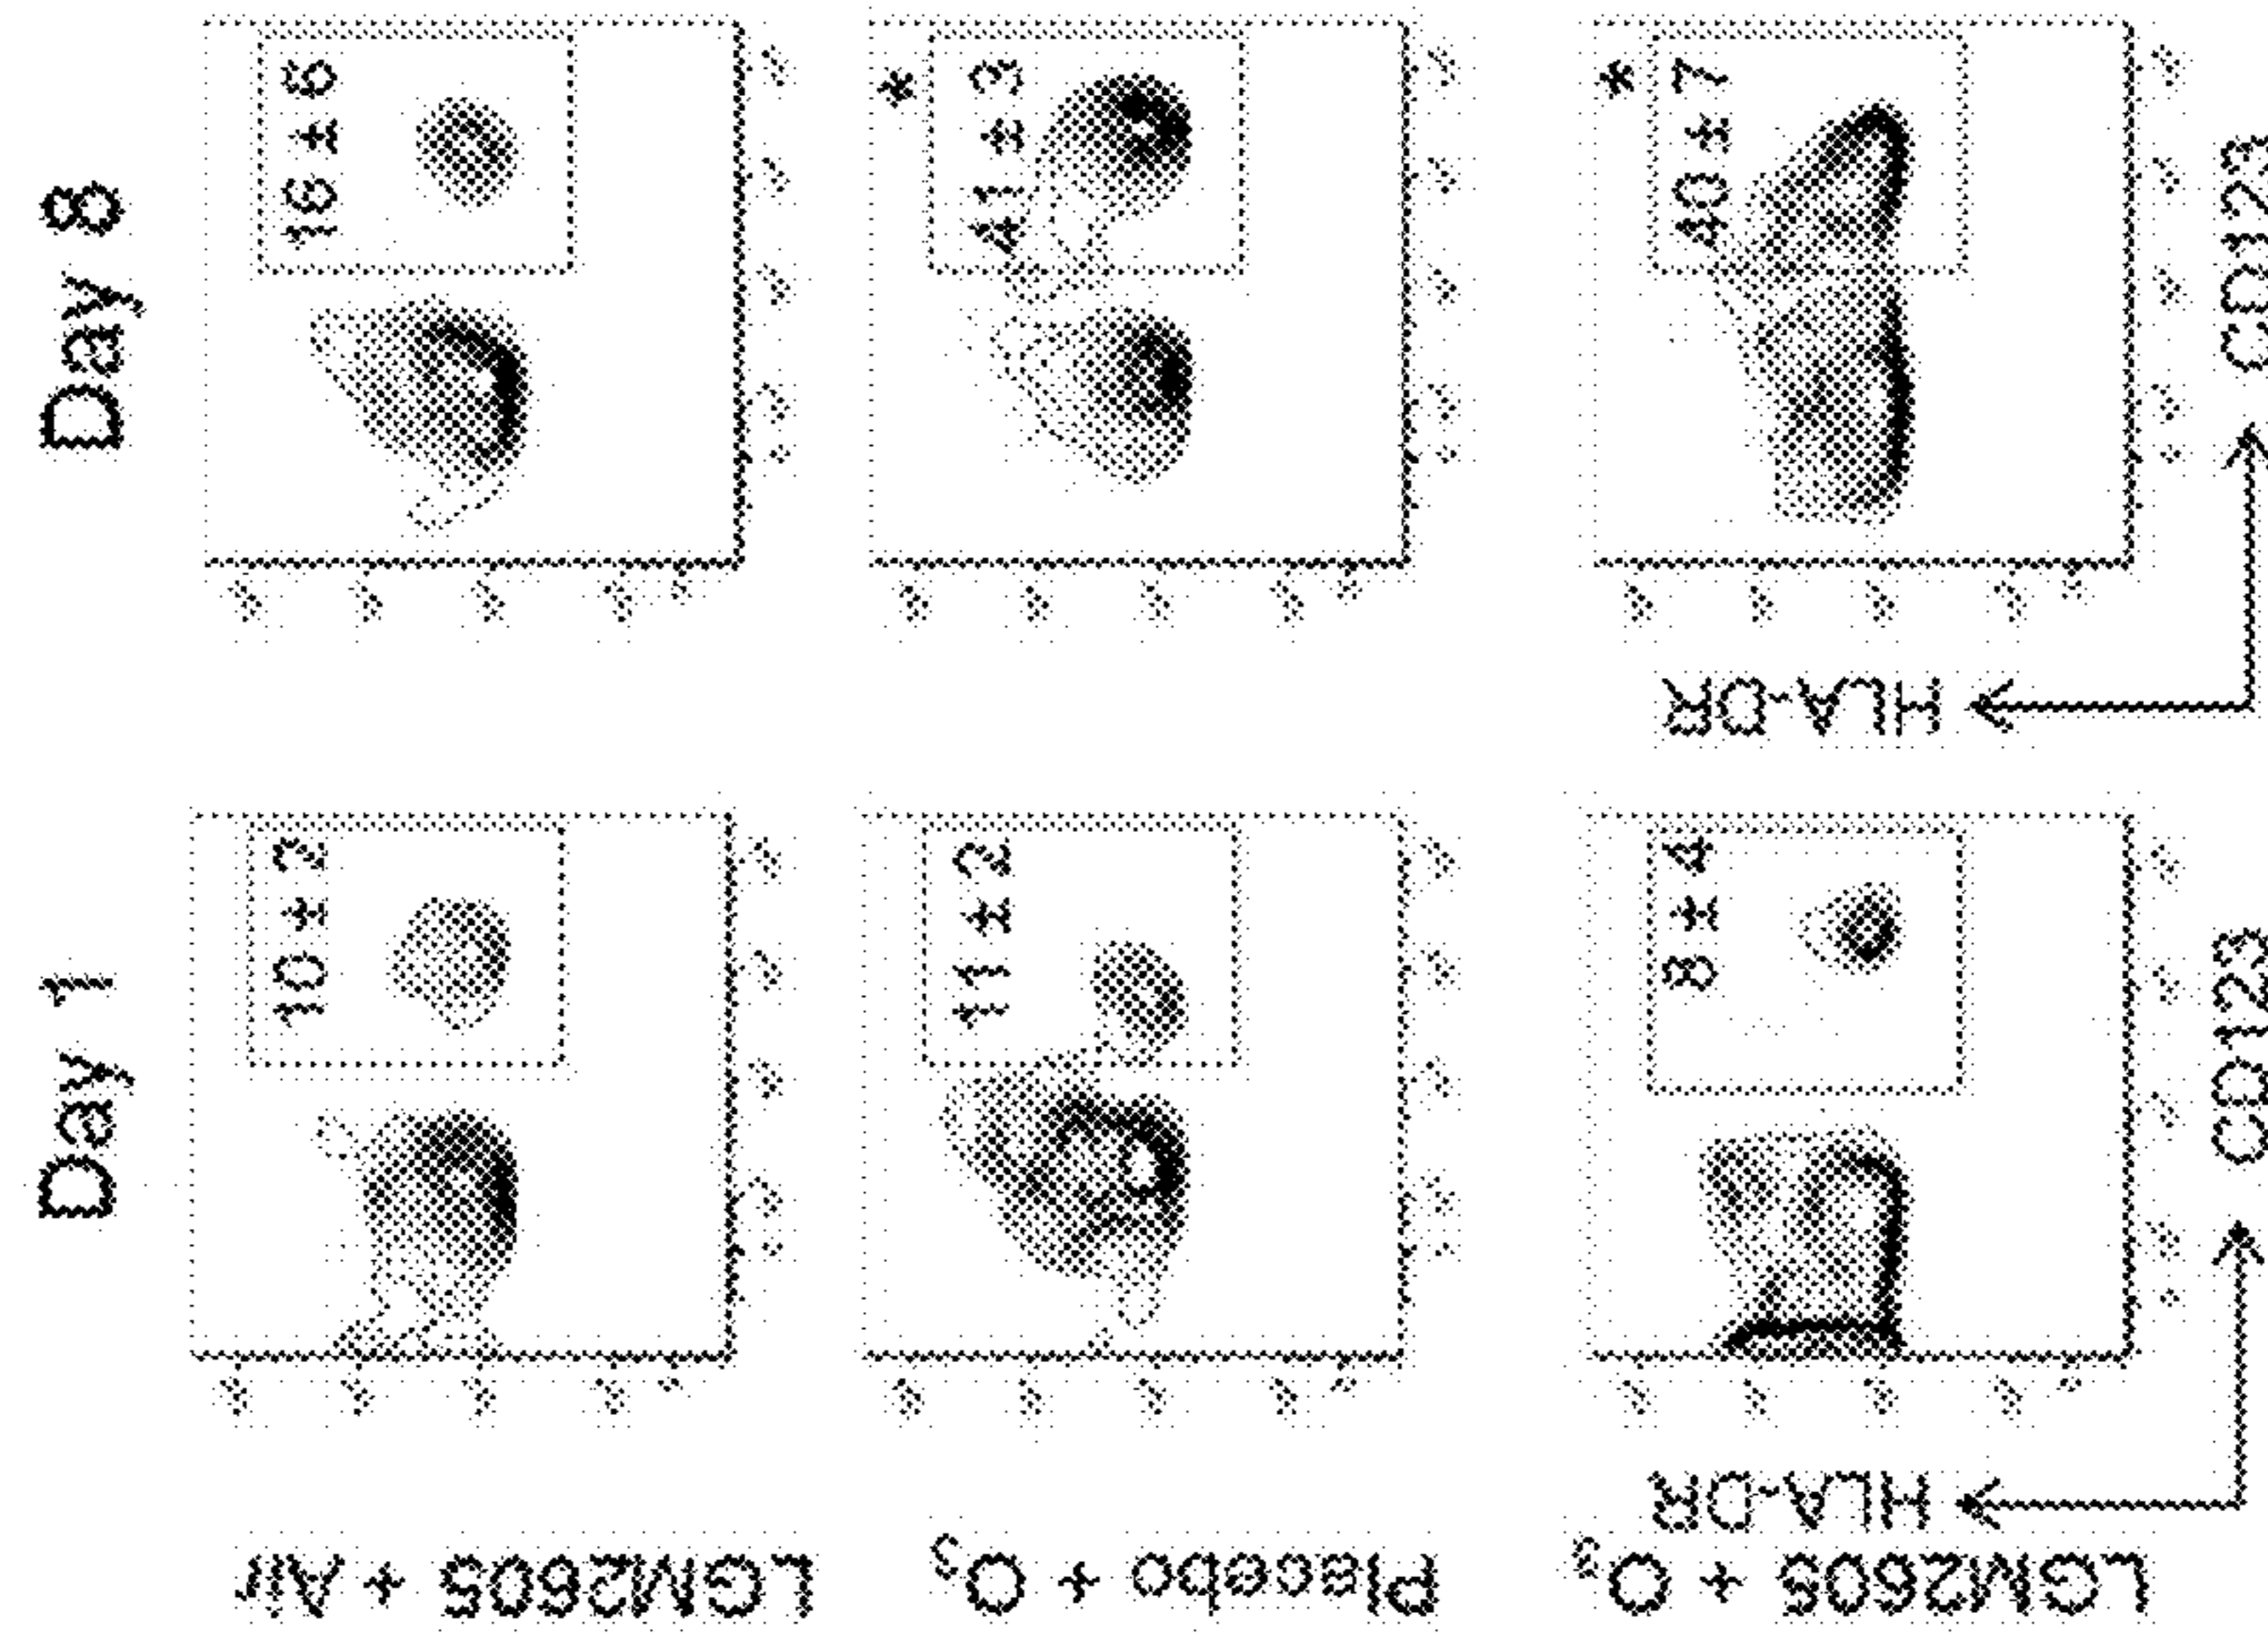 Day 1
Day 8
LGM2605 + Air
10 ± 2
16 ± 6
Placebo + O3
11 ± 2
41 ± 3
*
LGM2605 + O3
8 ± 4
40 ± 7
*
HLA-DR
CD123
HLA-DR
CD123